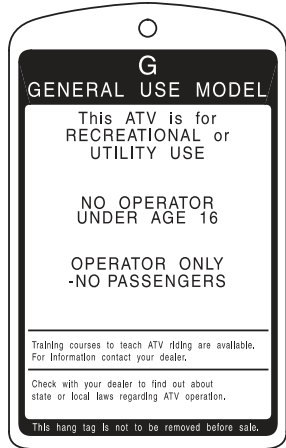 G
GENERAL USE MODEL
This ATV is for
RECREATIONAL or
UTILITY USE
NO OPERATOR
UNDER AGE 16
OPERATOR ONLY
-NO PASSENGERS
Training courses to teach ATV riding are available.
For information contact your dealer.
Check with your dealer to find out about
state or local laws regarding ATV operation.
This hang tag is not to be removed before sale.